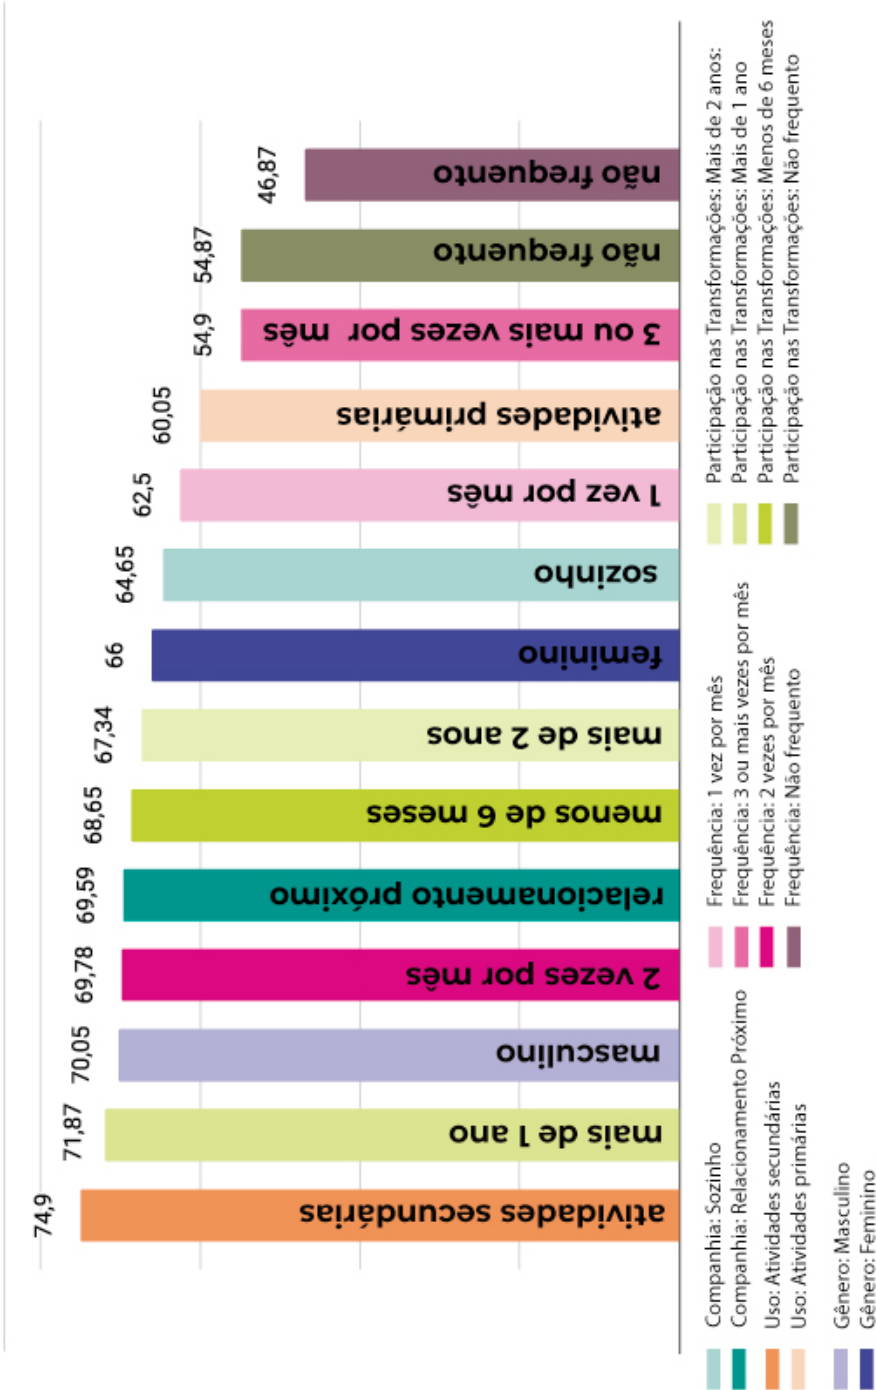 74,9
71,87
70,05
69,78
69,59
68,65
67,34
66
64,65
62,5
60,05
54,9
54,87
46,87
atividades secundárias
mais de 1 ano
masculino
2 vezes por mês
relacionamento próximo
menos de 6 meses
mais de 2 anos
feminino
sozinho
1 vez por mês
atividades primárias
3 ou mais vezes por mês
não frequento
não frequento
Companhia: Sozinho
Companhia: Relacionamento Próximo
Uso: Atividades secundárias
Uso: Atividades primárias
Gênero: Masculino
Gênero: Feminino
Frequência: 1 vez por mês
Frequência: 3 ou mais vezes por mês
Frequência: 2 vezes por mês
Frequência: Não frequento
Participação nas Transformações: Mais de 2 anos:
Participação nas Transformações: Mais de 1 ano
Participação nas Transformações: Menos de 6 meses
Participação nas Transformações: Não frequento